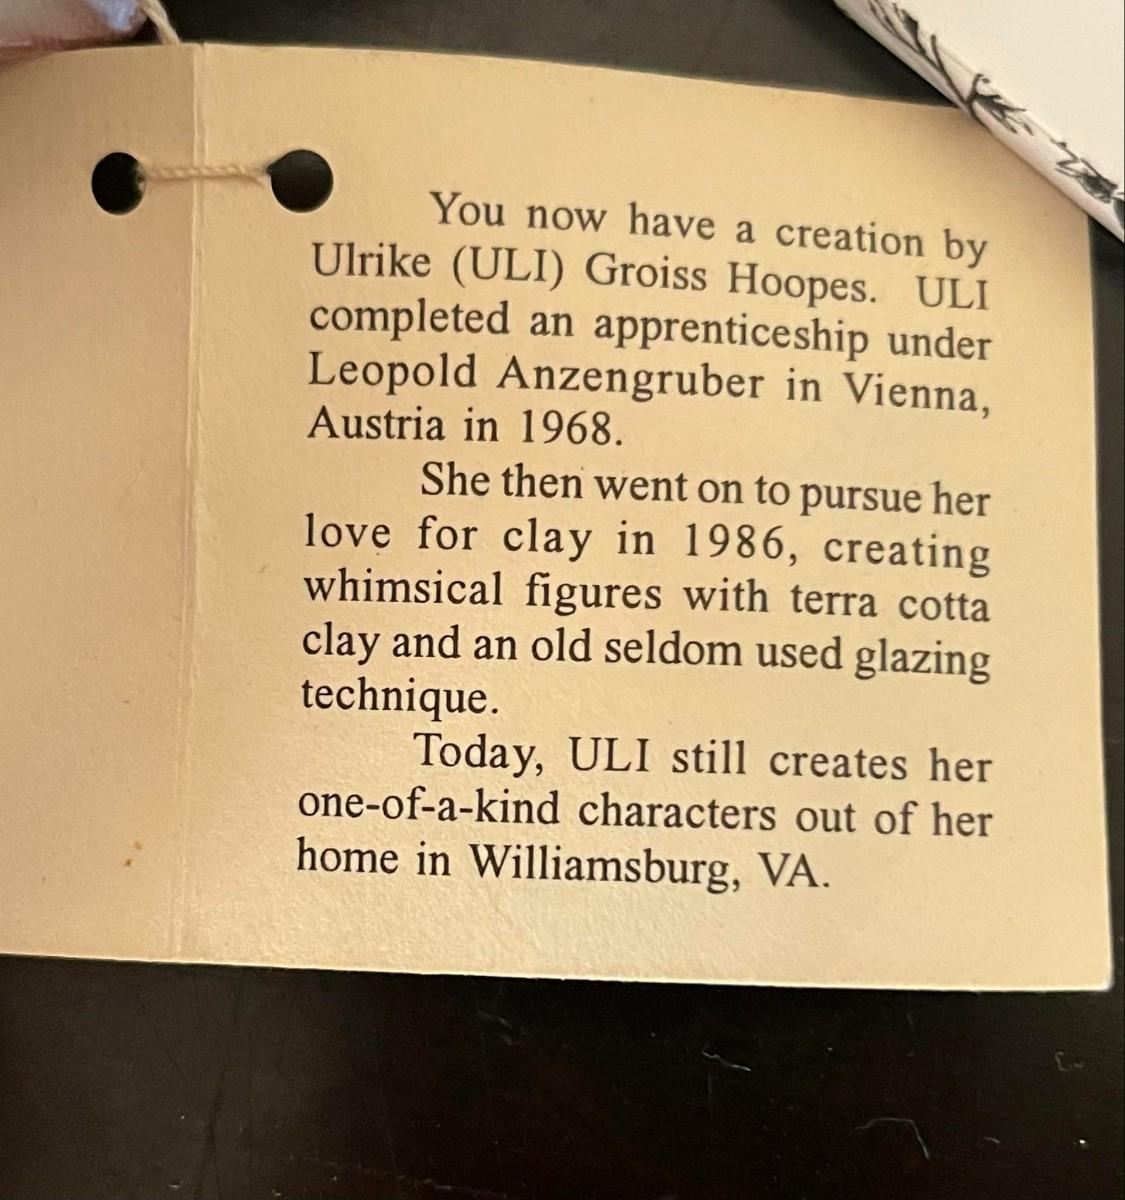 You now have a creation by
Ulrike (ULI) Groiss Hoopes. ULI
completed an apprenticeship under
Leopold Anzengruber in Vienna,
Austria in 1968.
She then went on to pursue her
love for clay in 1986, creating
whimsical figures with terra cotta
clay and an old seldom used glazing
technique.
Today, ULI still creates her
one-of-a-kind characters out of her
home in Williamsburg, VA.